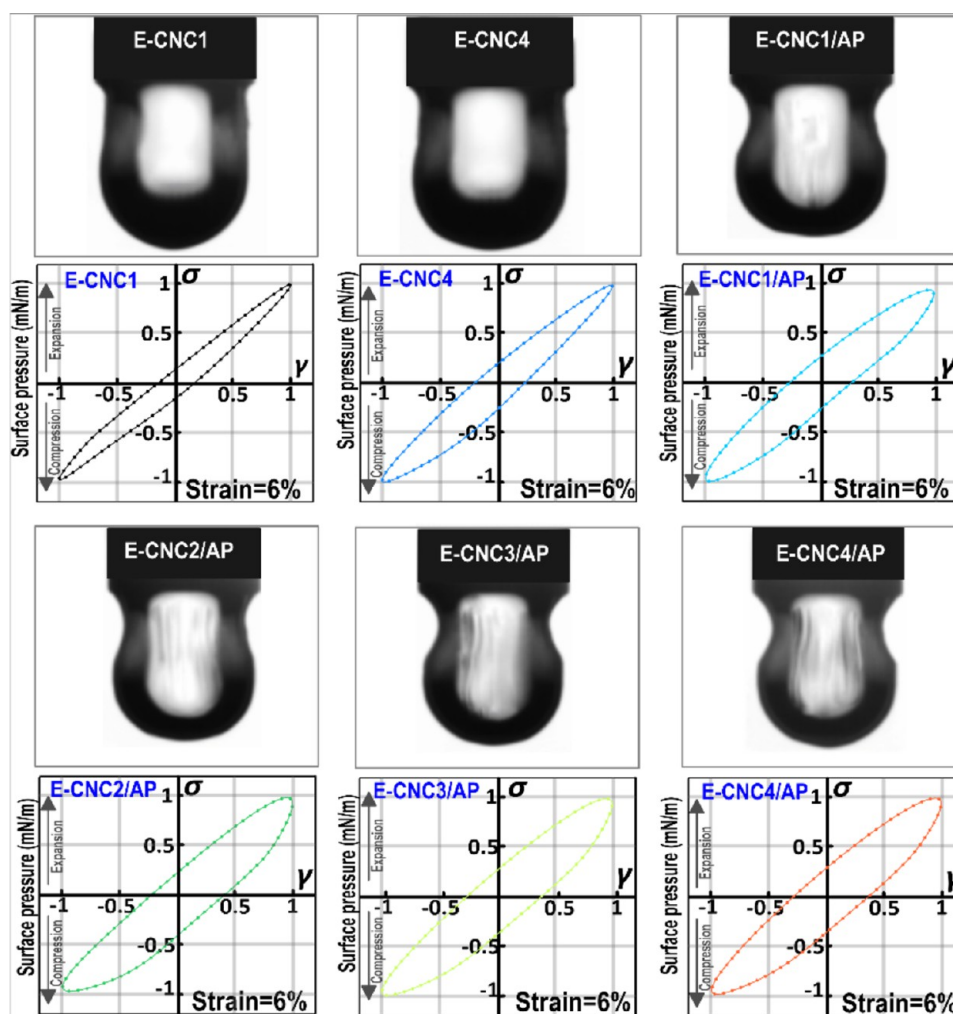 E-CNC1
E-CNC4
E-CNC1/AP
Surface pressure (mN/m)
Expansion
Compression
E-CNC1
σ
γ
1
0.5
-1
-0.5
0.5
1
-0.5
-1
Strain=6%
Surface pressure (mN/m)
Expansion
Compression
E-CNC4
σ
γ
1
0.5
-1
-0.5
0.5
1
-0.5
-1
Strain=6%
Surface pressure (mN/m)
Expansion
Compression
E-CNC1/AP
σ
γ
1
0.5
-1
-0.5
0.5
1
-0.5
-1
Strain=6%
E-CNC2/AP
E-CNC3/AP
E-CNC4/AP
Surface pressure (mN/m)
Expansion
Compression
E-CNC2/AP
σ
γ
1
0.5
-1
-0.5
0.5
1
-0.5
-1
Strain=6%
Surface pressure (mN/m)
Expansion
Compression
E-CNC3/AP
σ
γ
1
0.5
-1
-0.5
0.5
1
-0.5
-1
Strain=6%
Surface pressure (mN/m)
Expansion
Compression
E-CNC4/AP
σ
γ
1
0.5
-1
-0.5
0.5
1
-0.5
-1
Strain=6%